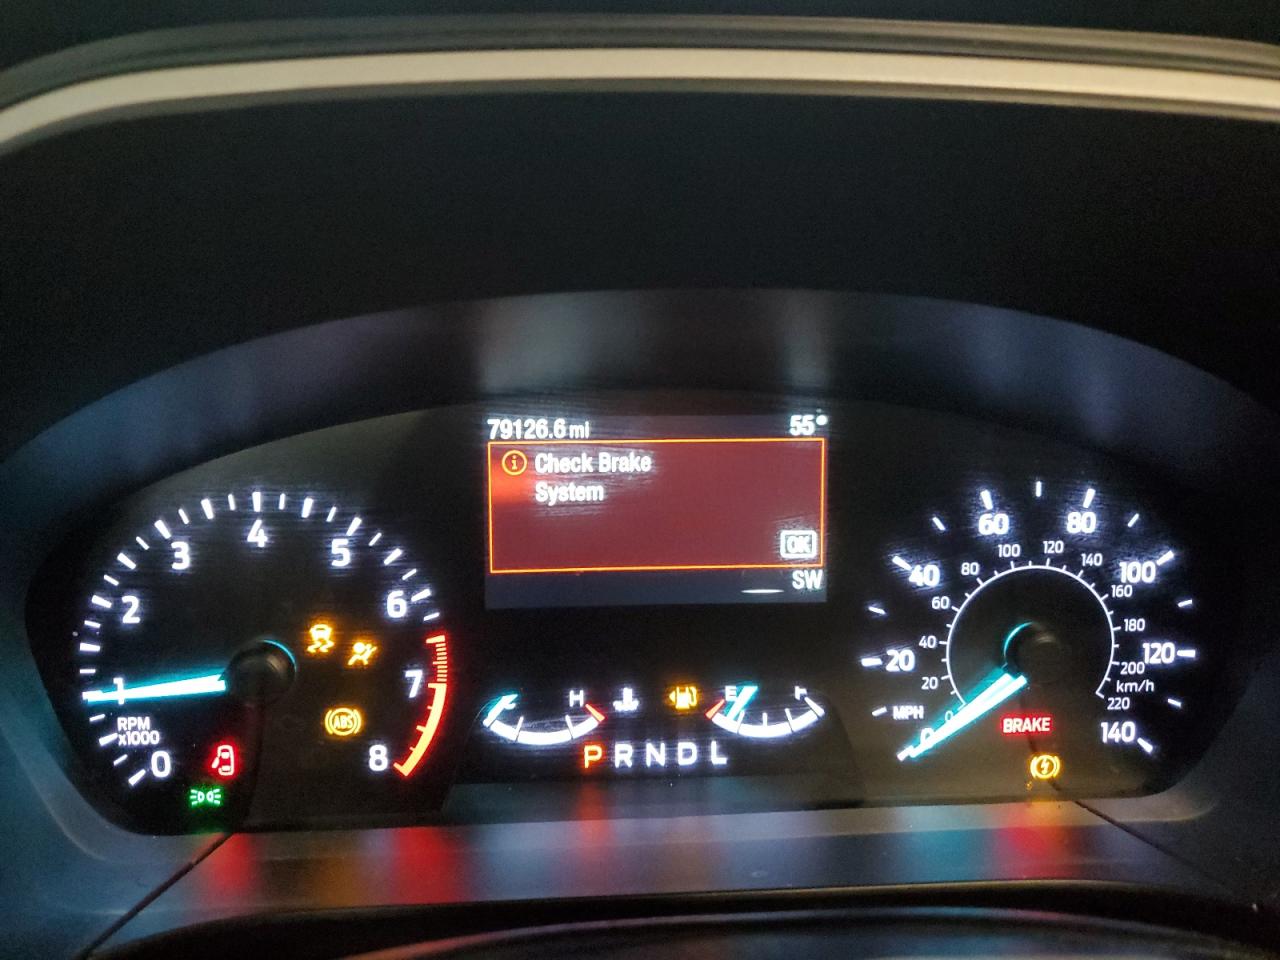 79126.6 mi 55°
Check Brake
System
OK
SW
0 1 2 3 4 5 6 7 8
RPM
x1000
ABS
H
E F
P R N D L
0 20 40 60 80 100 120 140
MPH
0 20 40 60 80 100 120 140 160 180 200 220
km/h
BRAKE